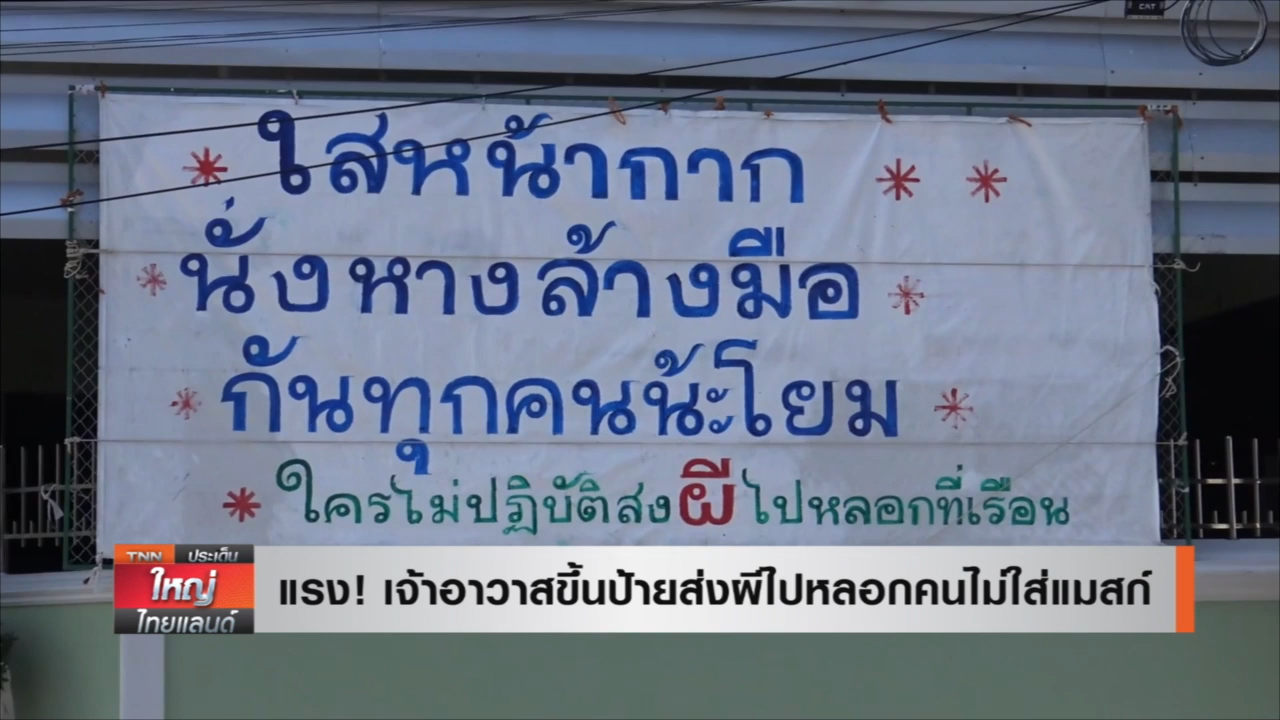 CAT
* ใส่หน้ากาก * *
* นั่งหางล้างมือ *
* กันทุกคนน้ะโยม *
* ใครไม่ปฏิบัติสงผีไปหลอกที่เรือน
TNN ประเด็น
ใหญ่
ไทยแลนด์
แรง! เจ้าอาวาสขึ้นป้ายส่งผีไปหลอกคนไม่ใส่แมสก์